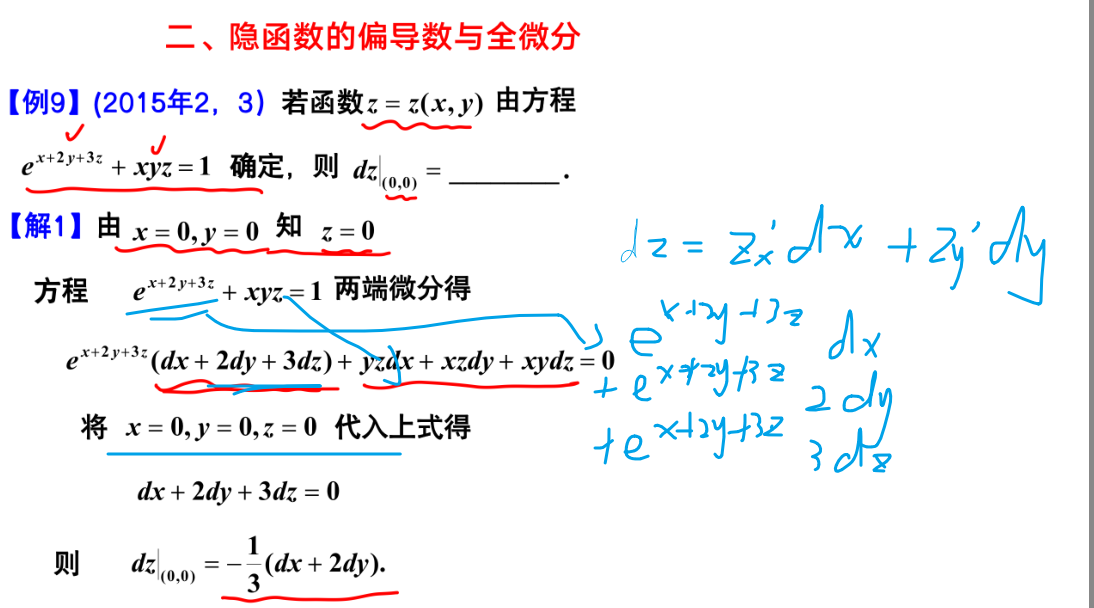 二、隐函数的偏导数与全微分
【例9】(2015年2，3) 若函数 z = z(x, y) 由方程
e^{x+2y+3z} + xyz = 1 确定，则 dz|_{(0,0)} = ________.
【解1】由 x = 0, y = 0 知 z = 0
dz = z'_x dx + z_y' dy
方程 e^{x+2y+3z} + xyz = 1 两端微分得
e^{x+2y+3z} dx
e^{x+2y+3z}(dx + 2dy + 3dz) + yzdx + xzdy + xydz = 0
+ e^{x+2y+3z} 2dy
将 x = 0, y = 0, z = 0 代入上式得
+ e^{x+2y+3z} 3dz
dx + 2dy + 3dz = 0
则 dz|_{(0,0)} = -\frac{1}{3}(dx + 2dy).